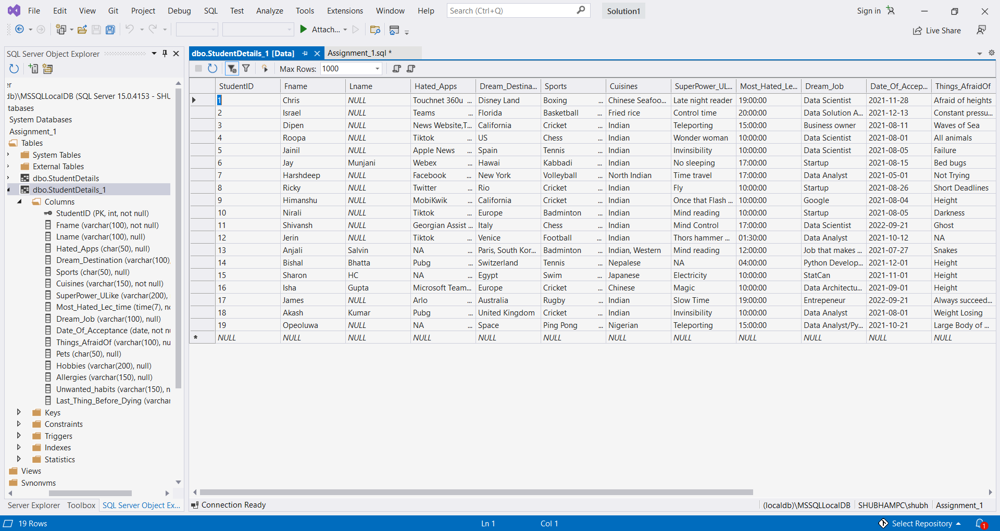 File Edit View Git Project Debug SQL Test Analyze Tools Extensions Window Help Search (Ctrl+Q) Solution1 Sign in
Attach... Live Share
SQL Server Object Explorer
dbo.StudentDetails_1 [Data] Assignment_1.sql *
Max Rows: 1000
er
db)\MSSQLLocalDB (SQL Server 15.0.4153 - SHU
tabases
System Databases
Assignment_1
Tables
System Tables
External Tables
dbo.StudentDetails
dbo.StudentDetails_1
Columns
StudentID (PK, int, not null)
Fname (varchar(100), not null)
Lname (varchar(100), null)
Hated_Apps (char(50), null)
Dream_Destination (varchar(100),
Sports (char(50), null)
Cuisines (varchar(150), not null)
SuperPower_ULike (varchar(200),
Most_Hated_Lec_time (time(7), no
Dream_Job (varchar(100), null)
Date_Of_Acceptance (date, not nu
Things_AfraidOf (varchar(100), nu
Pets (char(50), null)
Hobbies (varchar(200), null)
Allergies (varchar(150), null)
Unwanted_habits (varchar(150), n
Last_Thing_Before_Dying (varchar
Keys
Constraints
Triggers
Indexes
Statistics
Views
Synonyms
Server Explorer Toolbox SQL Server Object Ex...
StudentID Fname Lname Hated_Apps Dream_Destina... Sports Cuisines SuperPower_UL... Most_Hated_Le... Dream_Job Date_Of_Accep... Things_AfraidOf
1 Chris NULL Touchnet 360u ... Disney Land Boxing ... Chinese Seafoo... Late night reader 19:00:00 Data Scientist 2021-11-28 Afraid of heights
2 Israel NULL Teams ... Florida Basketball ... Fried rice Control time 20:00:00 Data Solution A... 2021-12-13 Constant pressu...
3 Dipen NULL News Website,T... California Cricket ... Indian Teleporting 15:00:00 Business owner 2021-08-11 Waves of Sea
4 Roopa NULL Tiktok ... US Chess ... Indian Wonder woman 10:00:00 Data Scientist 2021-08-01 All animals
5 Jainil NULL Apple News ... Spain Tennis ... Indian Invinsibility 10:00:00 Data Scientist 2021-08-05 Failure
6 Jay Munjani Webex ... Hawai Kabbadi ... Indian No sleeping 17:00:00 Startup 2021-08-15 Bed bugs
7 Harshdeep NULL Facebook ... New York Volleyball ... North Indian Time travel 17:00:00 Data Analyst 2021-05-01 Not Trying
8 Ricky NULL Twitter ... Rio Cricket ... Indian Fly 10:00:00 Startup 2021-08-26 Short Deadlines
9 Himanshu NULL MobiKwik ... California Cricket ... Indian Once that Flash ... 10:00:00 Google 2021-08-04 Height
10 Nirali NULL Tiktok ... Europe Badminton ... Indian Mind reading 10:00:00 Startup 2021-08-05 Darkness
11 Shivansh NULL Georgian Assist ... Italy Chess ... Indian Mind Control 17:00:00 Data Scientist 2022-09-21 Ghost
12 Jerin NULL Tiktok ... Venice Football ... Indian Thors hammer ... 01:30:00 Data Analyst 2021-10-12 NA
13 Anjali Salvin NA ... Paris, South Kor... Badminton ... Indian, Western Mind reading 12:00:00 Job that makes ... 2021-07-27 Snakes
14 Bishal Bhatta Pubg ... Switzerland Tennis ... Nepalese NA 04:00:00 Python Develop... 2021-12-01 Height
15 Sharon HC NA ... Egypt Swim ... Japanese Electricity 10:00:00 StatCan 2021-11-01 Height
16 Isha Gupta Microsoft Team... Europe Cricket ... Chinese Magic 10:00:00 Data Architectu... 2021-09-01 Height
17 James NULL Arlo ... Australia Rugby ... Indian Slow Time 19:00:00 Entrepeneur 2022-09-21 Always succeed...
18 Akash Kumar Pubg ... United Kingdom Cricket ... Indian Invinsibility 10:00:00 Data Analyst 2021-08-01 Weight Losing
19 Opeoluwa NULL NA ... Space Ping Pong ... Nigerian Teleporting 15:00:00 Data Analyst/Py... 2021-10-21 Large Body of ...
* NULL NULL NULL NULL NULL NULL NULL NULL NULL NULL NULL NULL
Connection Ready (localdb)\MSSQLLocalDB SHUBHAMPC\shubh Assignment_1
19 Rows Ln 1 Col 1 Select Repository 1